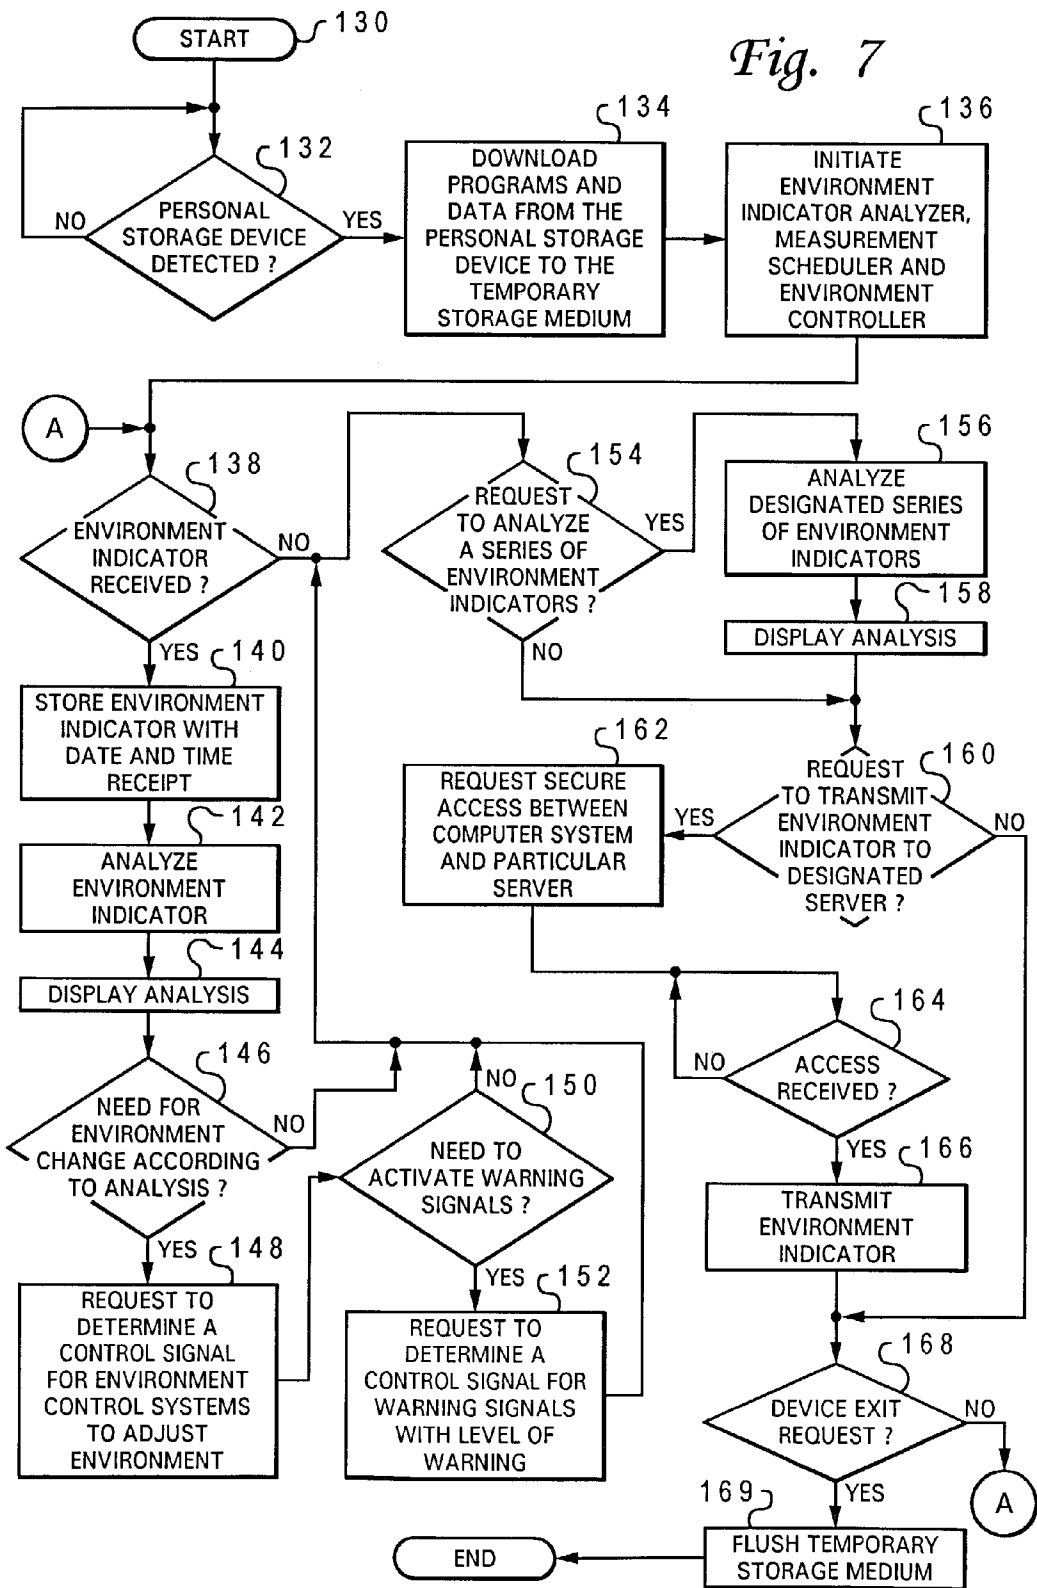 START
130
Fig. 7
132
PERSONAL
STORAGE DEVICE
DETECTED ?
NO
YES
134
DOWNLOAD
PROGRAMS AND
DATA FROM THE
PERSONAL STORAGE
DEVICE TO THE
TEMPORARY
STORAGE MEDIUM
136
INITIATE
ENVIRONMENT
INDICATOR ANALYZER,
MEASUREMENT
SCHEDULER AND
ENVIRONMENT
CONTROLLER
A
138
ENVIRONMENT
INDICATOR
RECEIVED ?
NO
YES
140
STORE ENVIRONMENT
INDICATOR WITH
DATE AND TIME
RECEIPT
142
ANALYZE
ENVIRONMENT
INDICATOR
144
DISPLAY ANALYSIS
146
NEED FOR
ENVIRONMENT
CHANGE ACCORDING
TO ANALYSIS ?
NO
YES
148
REQUEST TO
DETERMINE A
CONTROL SIGNAL
FOR ENVIRONMENT
CONTROL SYSTEMS
TO ADJUST
ENVIRONMENT
150
NEED TO
ACTIVATE WARNING
SIGNALS ?
NO
YES
152
REQUEST TO
DETERMINE A
CONTROL SIGNAL FOR
WARNING SIGNALS
WITH LEVEL OF
WARNING
154
REQUEST
TO ANALYZE
A SERIES OF
ENVIRONMENT
INDICATORS ?
YES
NO
156
ANALYZE
DESIGNATED SERIES
OF ENVIRONMENT
INDICATORS
158
DISPLAY ANALYSIS
160
REQUEST
TO TRANSMIT
ENVIRONMENT
INDICATOR TO
DESIGNATED
SERVER ?
YES
NO
162
REQUEST SECURE
ACCESS BETWEEN
COMPUTER SYSTEM
AND PARTICULAR
SERVER
164
ACCESS
RECEIVED ?
NO
YES
166
TRANSMIT
ENVIRONMENT
INDICATOR
168
DEVICE EXIT
REQUEST ?
NO
YES
A
169
FLUSH TEMPORARY
STORAGE MEDIUM
END